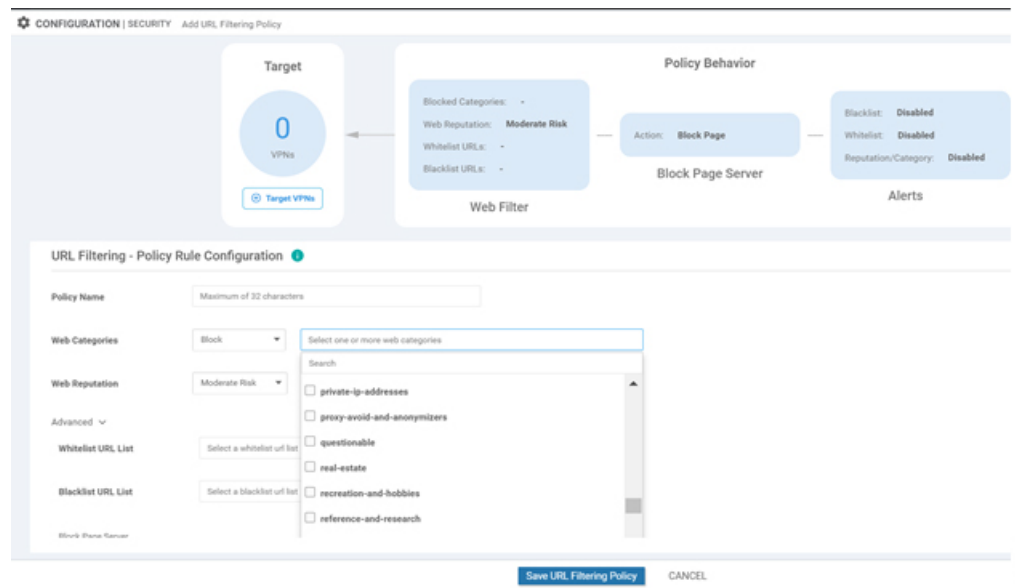 CONFIGURATION | SECURITY Add URL Filtering Policy
Target
0
VPNs
Target VPNs
Policy Behavior
Blocked Categories: -
Web Reputation: Moderate Risk
Whitelist URLs: -
Blacklist URLs: -
Web Filter
Action: Block Page
Block Page Server
Blacklist: Disabled
Whitelist: Disabled
Reputation/Category: Disabled
Alerts
URL Filtering - Policy Rule Configuration
Policy Name Maximum of 32 characters
Web Categories Block Select one or more web categories
Search
Web Reputation Moderate Risk
private-ip-addresses
proxy-avoid-and-anonymizers
questionable
real-estate
recreation-and-hobbies
reference-and-research
Advanced
Whitelist URL List Select a whitelist url list
Blacklist URL List Select a blacklist url list
Block Page Server
Save URL Filtering Policy CANCEL